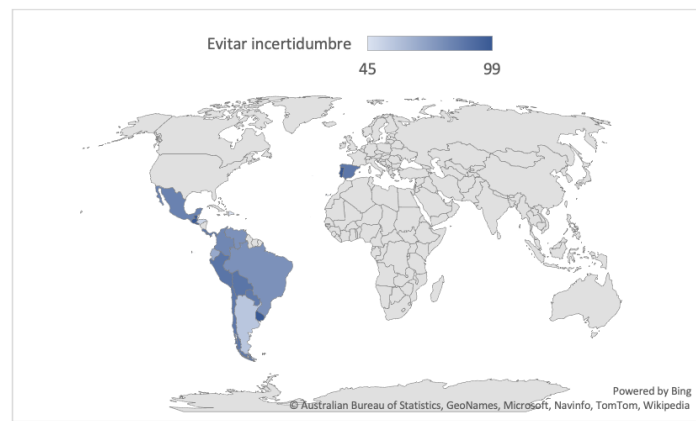 Evitar incertidumbre
45 99
Powered by Bing
© Australian Bureau of Statistics, GeoNames, Microsoft, Navinfo, TomTom, Wikipedia